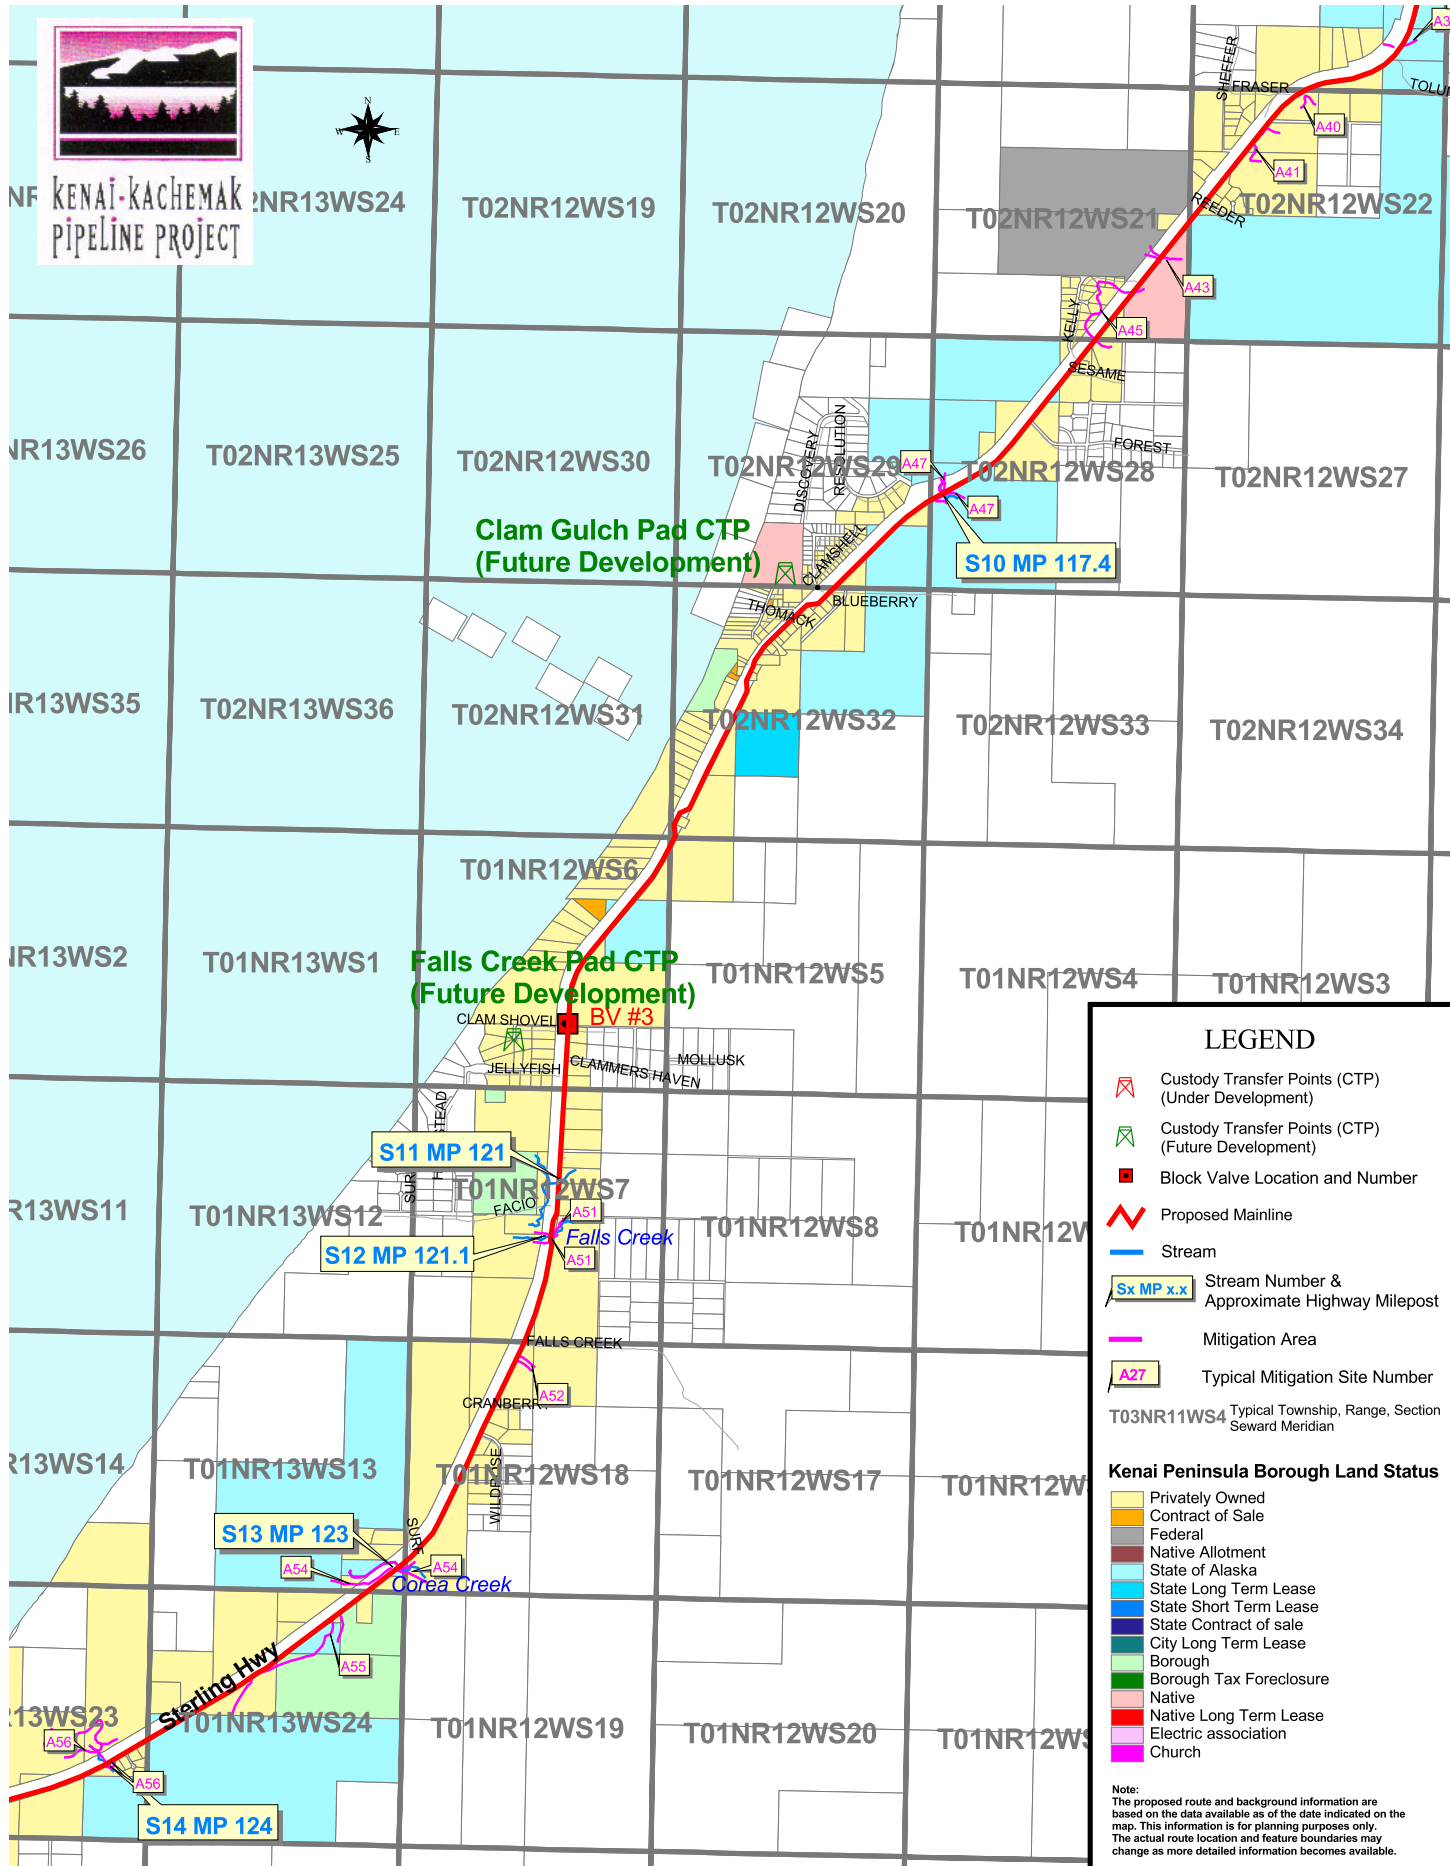 KENAI-KACHEMAK
PIPELINE PROJECT
N
W
E
S
SHEFFER
FRASER
A40
A41
REEDER
2NR13WS24
T02NR12WS19
T02NR12WS20
T02NR12WS21
T02NR12WS22
A43
A45
KELLY
SESAME
FOREST
NR13WS26
T02NR13WS25
T02NR12WS30
T02NR12WS29
T02NR12WS28
T02NR12WS27
DISCOVERY
RESOLUTION
A47
A47
S10 MP 117.4
Clam Gulch Pad CTP
(Future Development)
CLAMSHELL
THOMACK
BLUEBERRY
R13WS35
T02NR13WS36
T02NR12WS31
T02NR12WS32
T02NR12WS33
T02NR12WS34
T01NR12WS6
NR13WS2
T01NR13WS1
T01NR12WS5
T01NR12WS4
T01NR12WS3
Falls Creek Pad CTP
(Future Development)
BV #3
CLAM SHOVEL
JELLYFISH
CLAMMERS HAVEN
MOLLUSK
STEAD
SUR
S11 MP 121
R13WS11
T01NR13WS12
T01NR12WS7
T01NR12WS8
T01NR12W
FACIO
A51
Falls Creek
A51
S12 MP 121.1
FALLS CREEK
A52
CRANBERR
WILDROSE
R13WS14
T01NR13WS13
T01NR12WS18
T01NR12WS17
T01NR12WS
S13 MP 123
SURF
A54
A54
Corea Creek
A55
Sterling Hwy
13WS23
T01NR13WS24
T01NR12WS19
T01NR12WS20
T01NR12WS
A56
A56
S14 MP 124
LEGEND
Custody Transfer Points (CTP)
(Under Development)
Custody Transfer Points (CTP)
(Future Development)
Block Valve Location and Number
Proposed Mainline
Stream
Sx MP x.x
Stream Number &
Approximate Highway Milepost
Mitigation Area
A27
Typical Mitigation Site Number
T03NR11WS4
Typical Township, Range, Section
Seward Meridian
Kenai Peninsula Borough Land Status
Privately Owned
Contract of Sale
Federal
Native Allotment
State of Alaska
State Long Term Lease
State Short Term Lease
State Contract of sale
City Long Term Lease
Borough
Borough Tax Foreclosure
Native
Native Long Term Lease
Electric association
Church
Note:
The proposed route and background information are
based on the data available as of the date indicated on the
map. This information is for planning purposes only.
The actual route location and feature boundaries may
change as more detailed information becomes available.